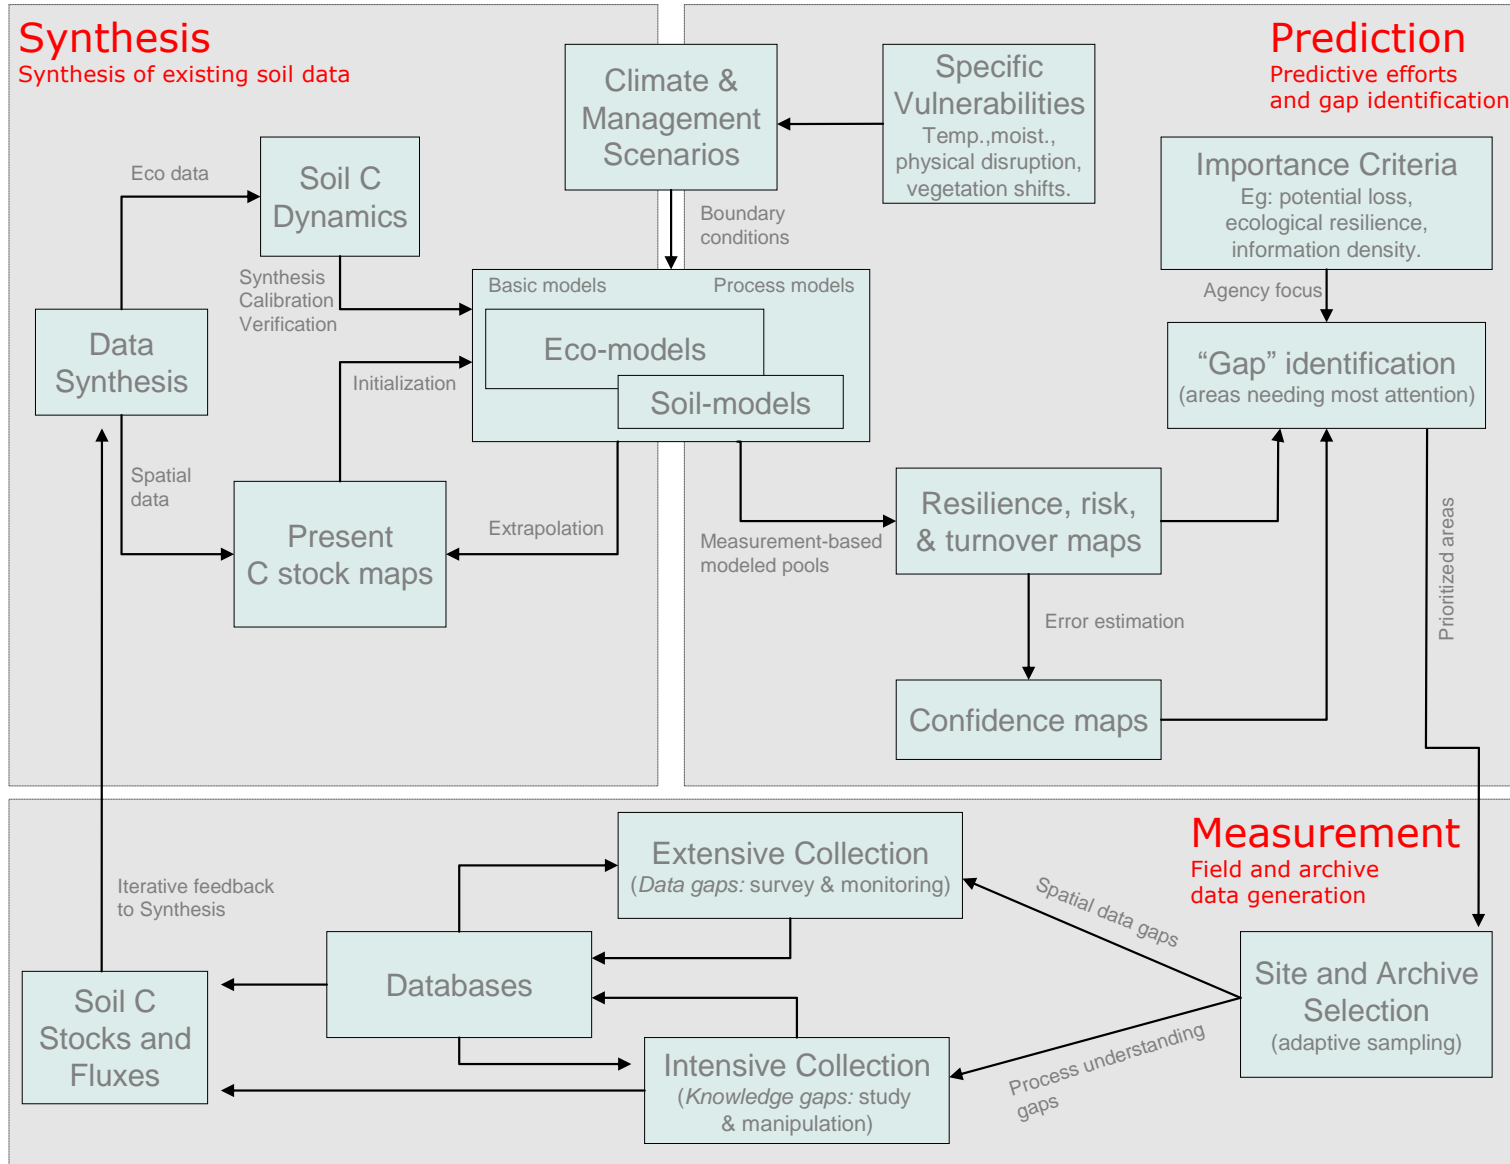 Synthesis
Synthesis of existing soil data
Prediction
Predictive efforts
and gap identification
Climate &
Management
Scenarios
Specific
Vulnerabilities
Temp.,moist.,
physical disruption,
vegetation shifts.
Importance Criteria
Eg: potential loss,
ecological resilience,
information density.
Eco data
Soil C
Dynamics
Boundary
conditions
Synthesis
Calibration
Verification
Basic models
Process models
Agency focus
Data
Synthesis
Eco-models
Soil-models
Initialization
"Gap" identification
(areas needing most attention)
Spatial
data
Present
C stock maps
Extrapolation
Measurement-based
modeled pools
Resilience, risk,
& turnover maps
Prioritized areas
Error estimation
Confidence maps
Measurement
Field and archive
data generation
Iterative feedback
to Synthesis
Extensive Collection
(Data gaps: survey & monitoring)
Spatial data gaps
Databases
Soil C
Stocks and
Fluxes
Site and Archive
Selection
(adaptive sampling)
Intensive Collection
(Knowledge gaps: study
& manipulation)
Process understanding
gaps